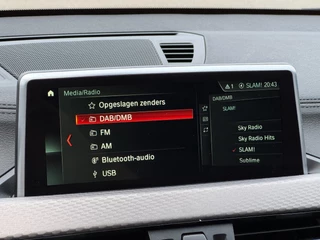 Media/Radio
1 SLAM! 20:43
Opgeslagen zenders
DAB/DMB
FM
AM
Bluetooth-audio
USB
DAB/DMB
SLAM!
Sky Radio
Sky Radio Hits
SLAM!
Sublime